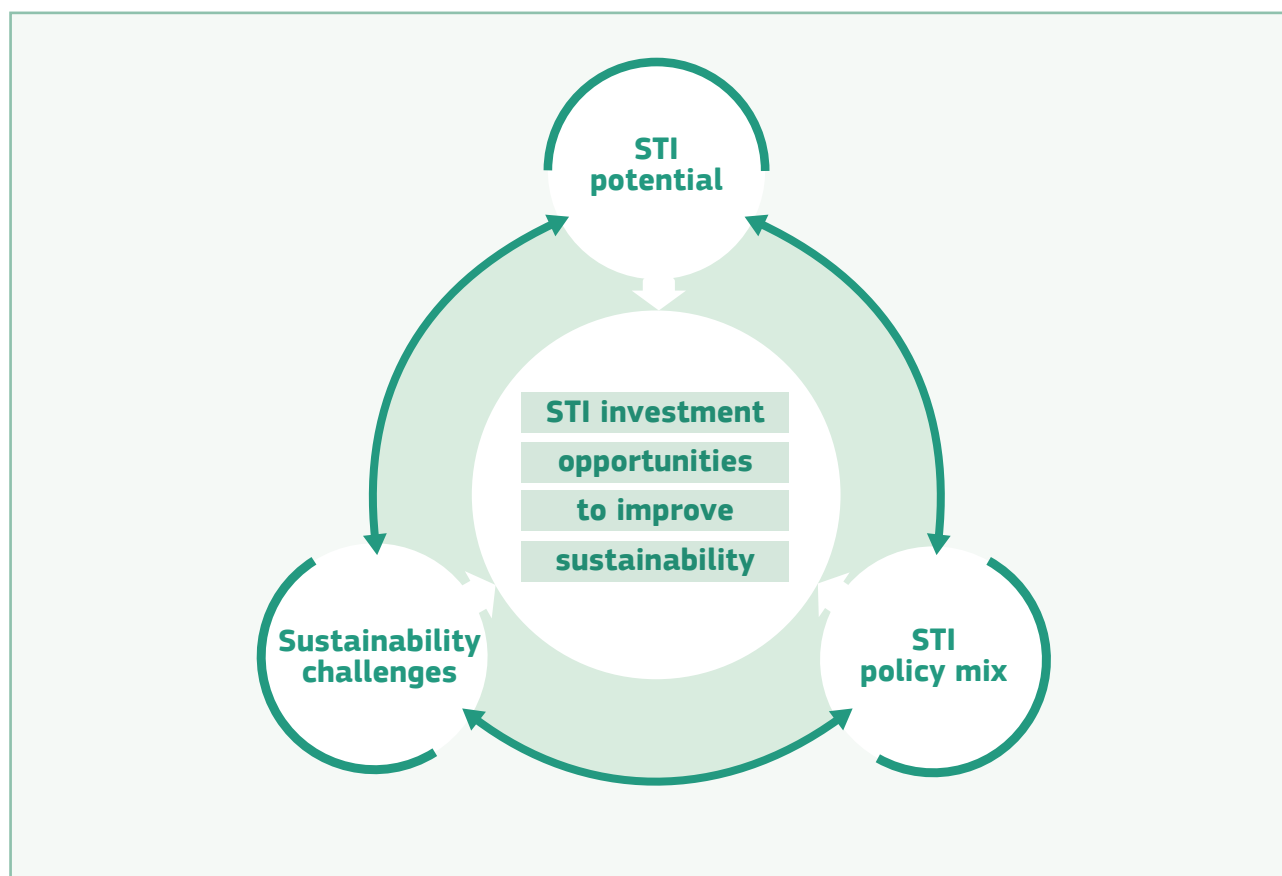 STI
potential
STI investment
opportunities
to improve
sustainability
Sustainability
challenges
STI
policy mix